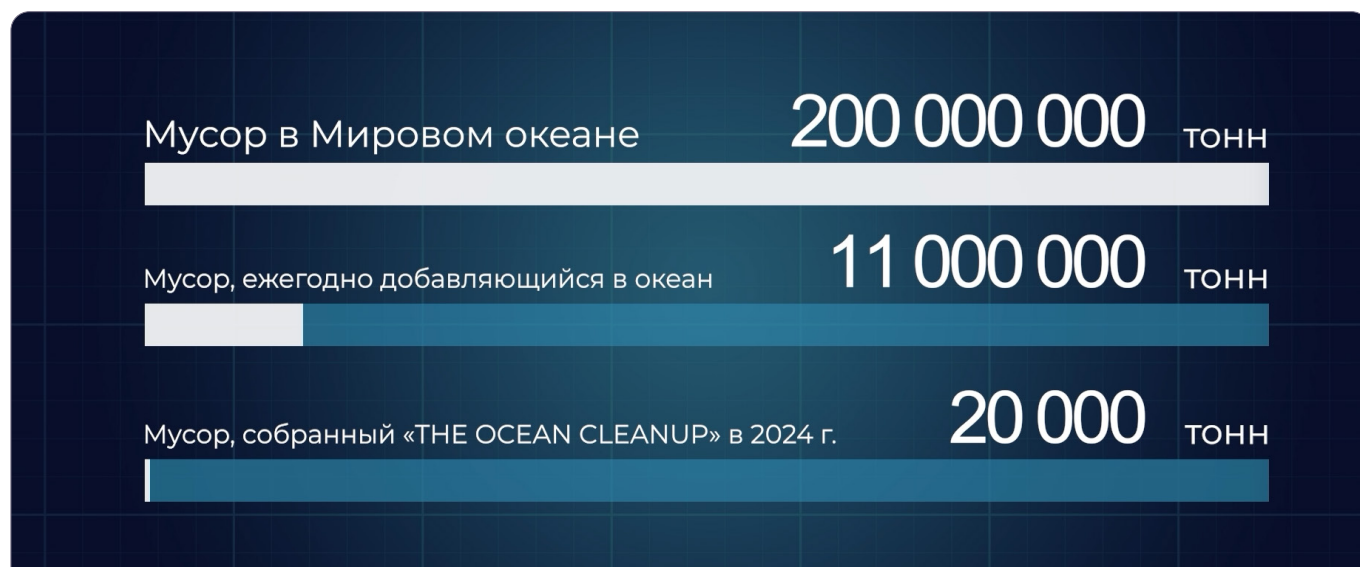 Мусор в Мировом океане 200 000 000 тонн
Мусор, ежегодно добавляющийся в океан 11 000 000 тонн
Мусор, собранный «THE OCEAN CLEANUP» в 2024 г. 20 000 тонн